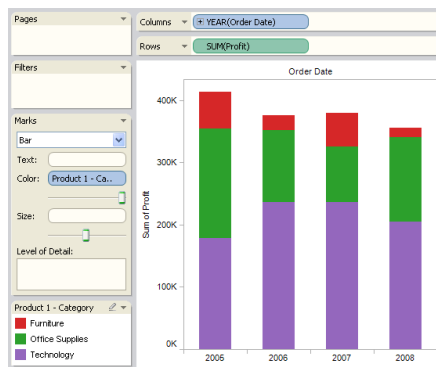 Pages
Filters
Marks
Bar
Text:
Color: Product 1 - Ca..
Size:
Level of Detail:
Product 1 - Category
Furniture
Office Supplies
Technology
Columns YEAR(Order Date)
Rows SUM(Profit)
Order Date
Sum of Profit
400K
300K
200K
100K
0K
2006 2006 2007 2008